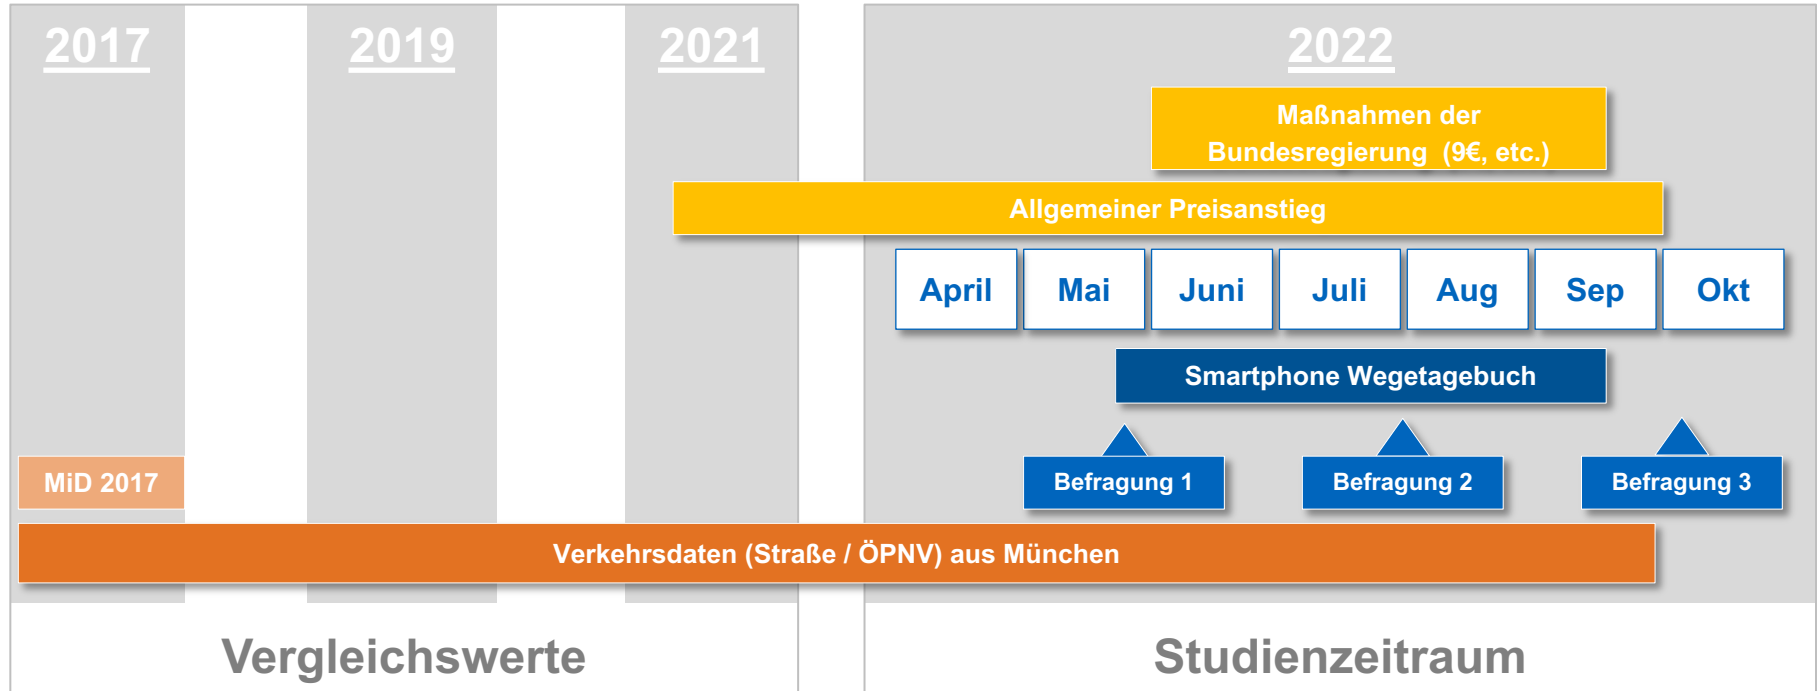 2017
2019
2021
2022
Maßnahmen der
Bundesregierung (9€, etc.)
Allgemeiner Preisanstieg
April
Mai
Juni
Juli
Aug
Sep
Okt
Smartphone Wegetagebuch
MiD 2017
Befragung 1
Befragung 2
Befragung 3
Verkehrsdaten (Straße / ÖPNV) aus München
Vergleichswerte
Studienzeitraum